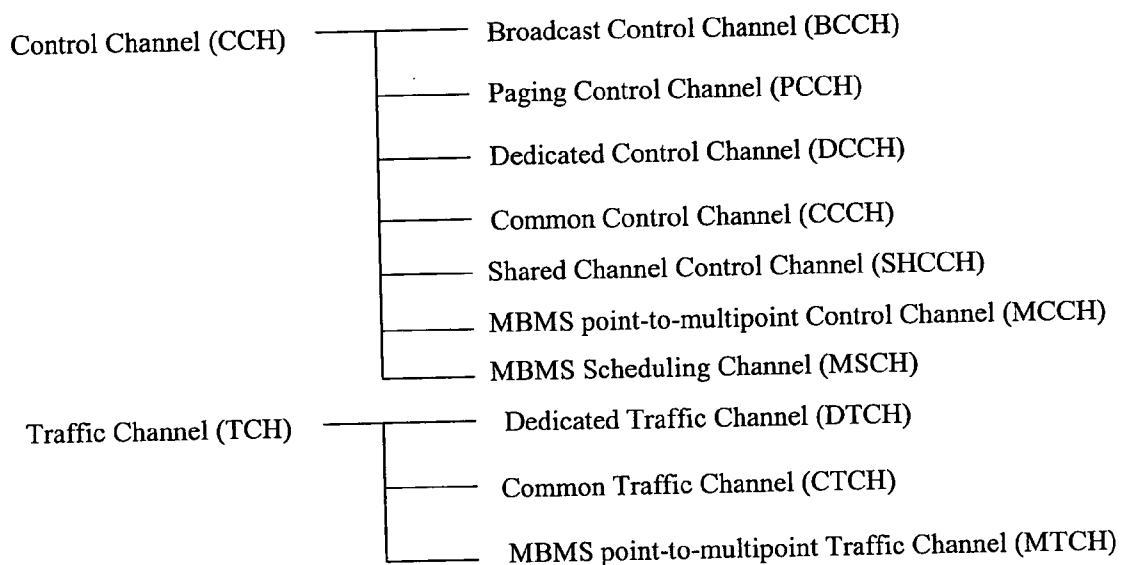 Control Channel (CCH)
Broadcast Control Channel (BCCH)
Paging Control Channel (PCCH)
Dedicated Control Channel (DCCH)
Common Control Channel (CCCH)
Shared Channel Control Channel (SHCCH)
MBMS point-to-multipoint Control Channel (MCCH)
MBMS Scheduling Channel (MSCH)
Traffic Channel (TCH)
Dedicated Traffic Channel (DTCH)
Common Traffic Channel (CTCH)
MBMS point-to-multipoint Traffic Channel (MTCH)